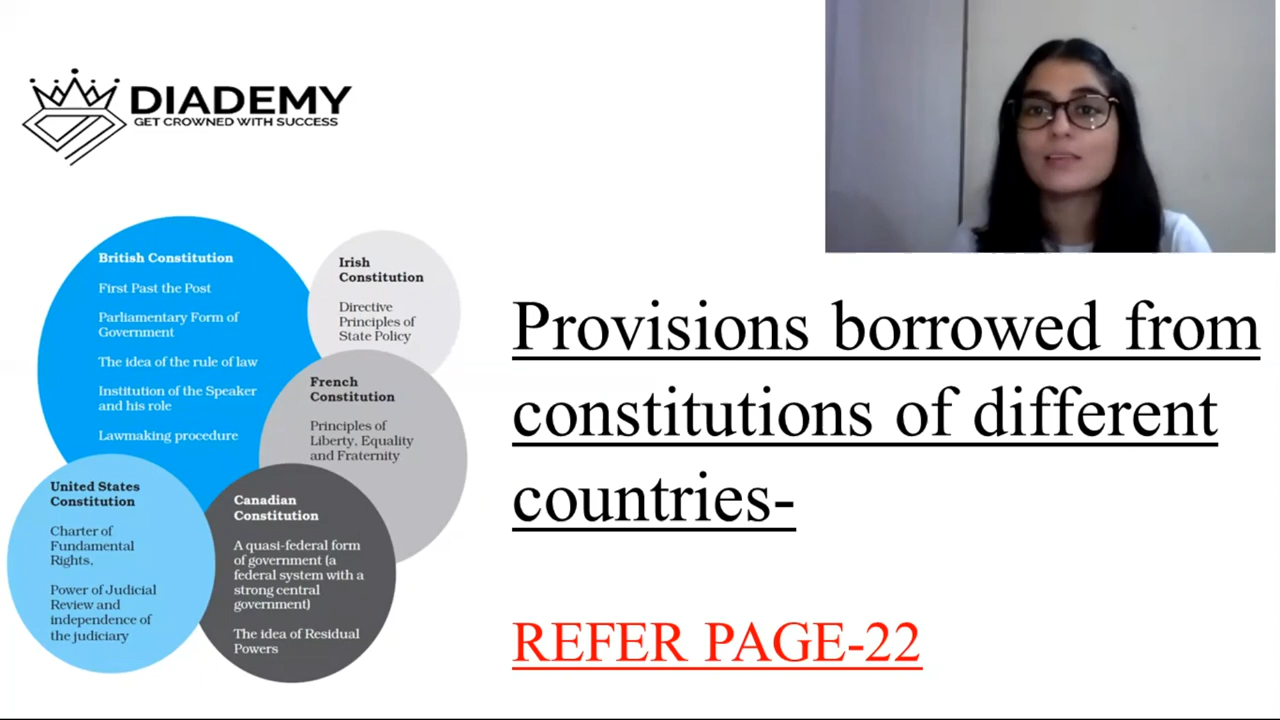 DIADEMY
GET CROWNED WITH SUCCESS
British Constitution
First Past the Post
Parliamentary Form of
Government
The idea of the rule of law
Institution of the Speaker
and his role
Lawmaking procedure
Irish
Constitution
Directive
Principles of
State Policy
French
Constitution
Principles of
Liberty, Equality
and Fraternity
United States
Constitution
Charter of
Fundamental
Rights,
Power of Judicial
Review and
independence of
the judiciary
Canadian
Constitution
A quasi-federal form
of government (a
federal system with a
strong central
government)
The idea of Residual
Powers
Provisions borrowed from
constitutions of different
countries-
REFER PAGE-22